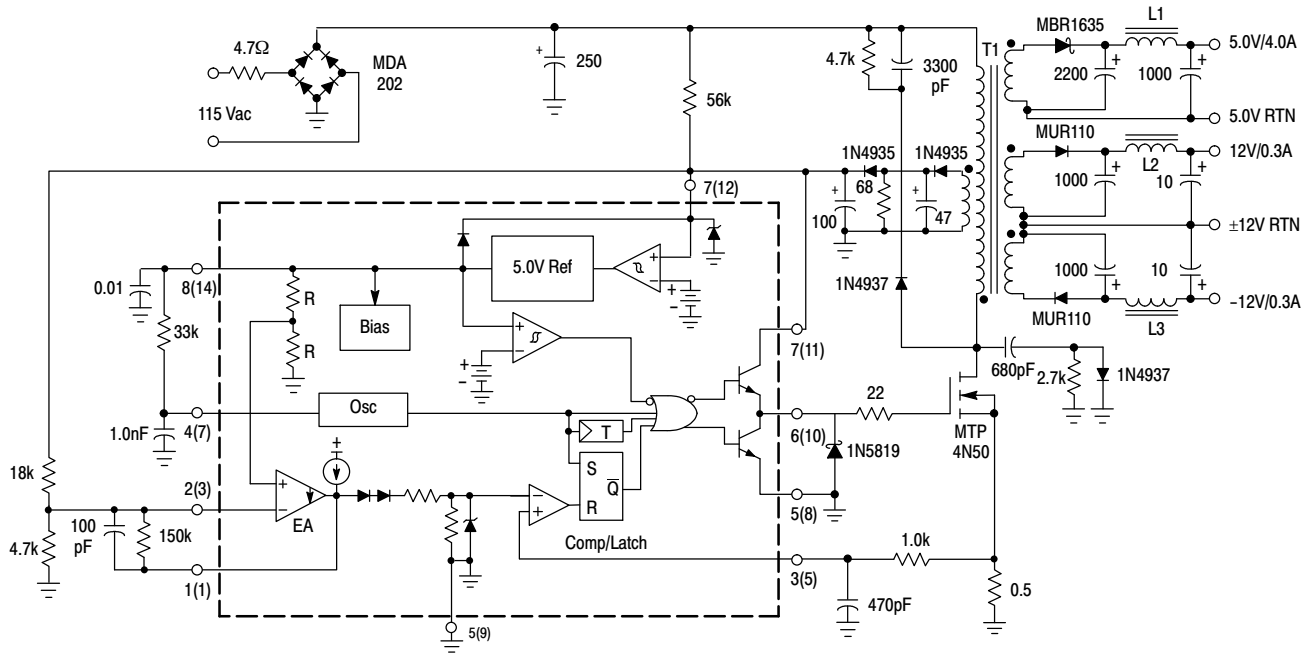 4.7Ω
MDA
202
115 Vac
+
250
56k
4.7k
3300
pF
T1
MBR1635
L1
5.0V/4.0A
2200
+
1000
+
5.0V RTN
MUR110
12V/0.3A
L2
1000
+
10
+
±12V RTN
1000
+
10
+
MUR110
L3
-12V/0.3A
1N4935
1N4935
+
100
68
+
47
1N4937
7(12)
5.0V Ref
+
−
+
−
0.01
8(14)
33k
R
R
Bias
+
−
+
−
7(11)
680pF
2.7k
1N4937
Osc
1.0nF
4(7)
T
22
6(10)
MTP
4N50
1N5819
18k
2(3)
+
−
EA
+
S
Q
R
−
+
Comp/Latch
5(8)
100
pF
150k
4.7k
1(1)
3(5)
1.0k
470pF
0.5
5(9)